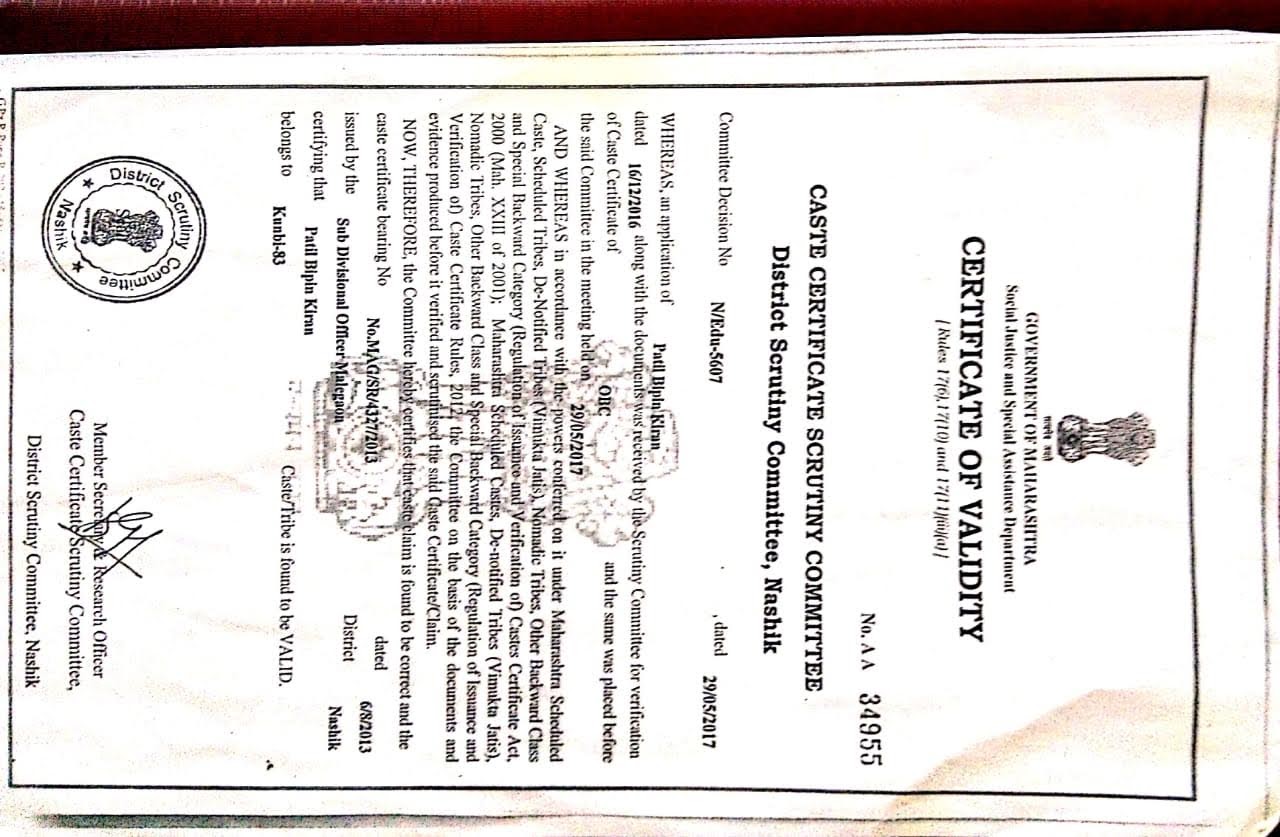 सत्यमेव जयते
GOVERNMENT OF MAHARASHTRA
Social Justice and Special Assistance Department
CERTIFICATE OF VALIDITY
[ Rules 17(6), 17(10) and 17(11)(ii)(a) ]
No. A A 34955
CASTE CERTIFICATE SCRUTINY COMMITTEE
District Scrutiny Committee, Nashik
Committee Decision No N/Edu-5607 , dated 29/05/2017
WHEREAS, an application of Patil Bipin Kiran
dated 16/12/2016 along with the documents was received by the Scrutiny Committee for verification
of Caste Certificate of OBC and the same was placed before
the said Committee in the meeting held on 29/05/2017
AND WHEREAS in accordance with the powers conferred on it under Maharashtra Scheduled
Caste, Scheduled Tribes, De-Notified Tribes (Vimukta Jatis), Nomadic Tribes, Other Backward Class
and Special Backward Category (Regulation of Issuance and Verification of) Castes Certificate Act,
2000 (Mah. XXIII of 2001); Maharashtra Scheduled Castes, De-notified Tribes (Vimukta Jatis),
Nomadic Tribes, Other Backward Class and Special Backward Category (Regulation of Issuance and
Verification of) Caste Certificate Rules, 2012, the Committee on the basis of the documents and
evidence produced before it verified and scrutinised the said Caste Certificate/Claim.
NOW, THEREFORE, the Committee hereby certifies that caste claim is found to be correct and the
caste certificate bearing No No.MAG/SR/4327/2013 dated 6/8/2013
issued by the Sub Divisional Officer Malegaon District Nashik
certifying that Patil Bipin Kiran
belongs to Kunbi-83 Caste/Tribe is found to be VALID.
District Scrutiny Committee
★ Nashik ★
Member Secretary & Research Officer
Caste Certificate Scrutiny Committee,
District Scrutiny Committee, Nashik